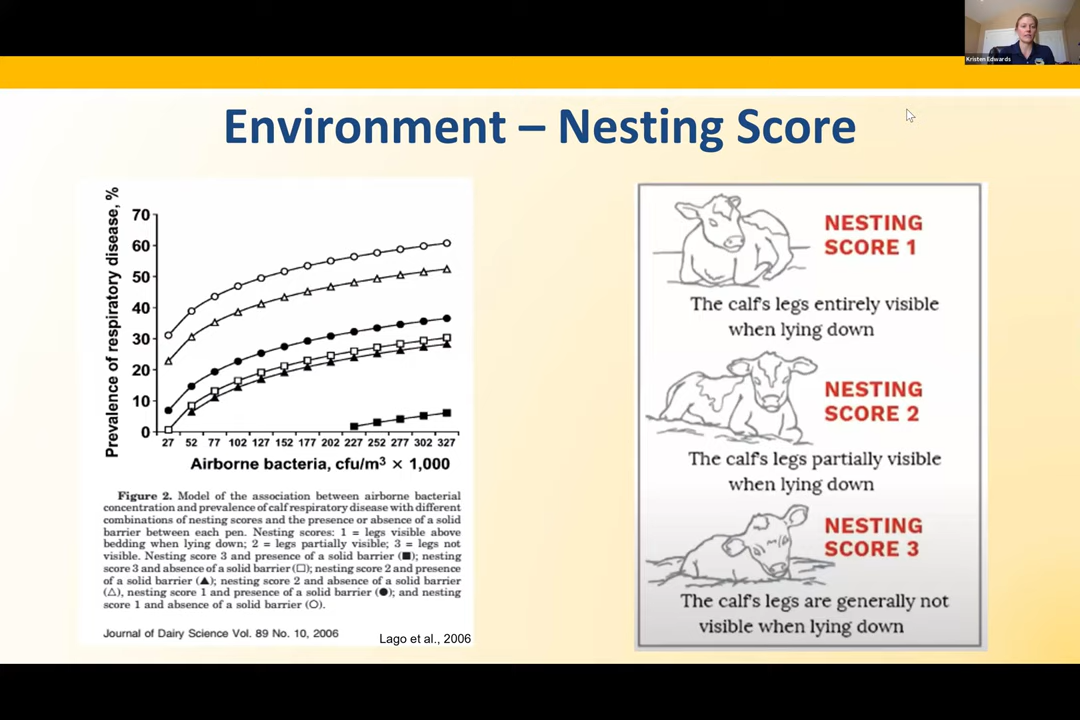 Kristen Edwards
Environment – Nesting Score
Prevalence of respiratory disease, %
70
60
50
40
30
20
10
0
27 52 77 102 127 152 177 202 227 252 277 302 327
Airborne bacteria, cfu/m³ × 1,000
Figure 2. Model of the association between airborne bacterial
concentration and prevalence of calf respiratory disease with different
combinations of nesting scores and the presence or absence of a solid
barrier between each pen. Nesting scores: 1 = legs visible above
bedding when lying down; 2 = legs partially visible; 3 = legs not
visible. Nesting score 3 and presence of a solid barrier (■); nesting
score 3 and absence of a solid barrier (□); nesting score 2 and presence
of a solid barrier (▲); nesting score 2 and absence of a solid barrier
(△), nesting score 1 and presence of a solid barrier (●); and nesting
score 1 and absence of a solid barrier (○).
Journal of Dairy Science Vol. 89 No. 10, 2006
Lago et al., 2006
NESTING
SCORE 1
The calf's legs entirely visible
when lying down
NESTING
SCORE 2
The calf's legs partially visible
when lying down
NESTING
SCORE 3
The calf's legs are generally not
visible when lying down